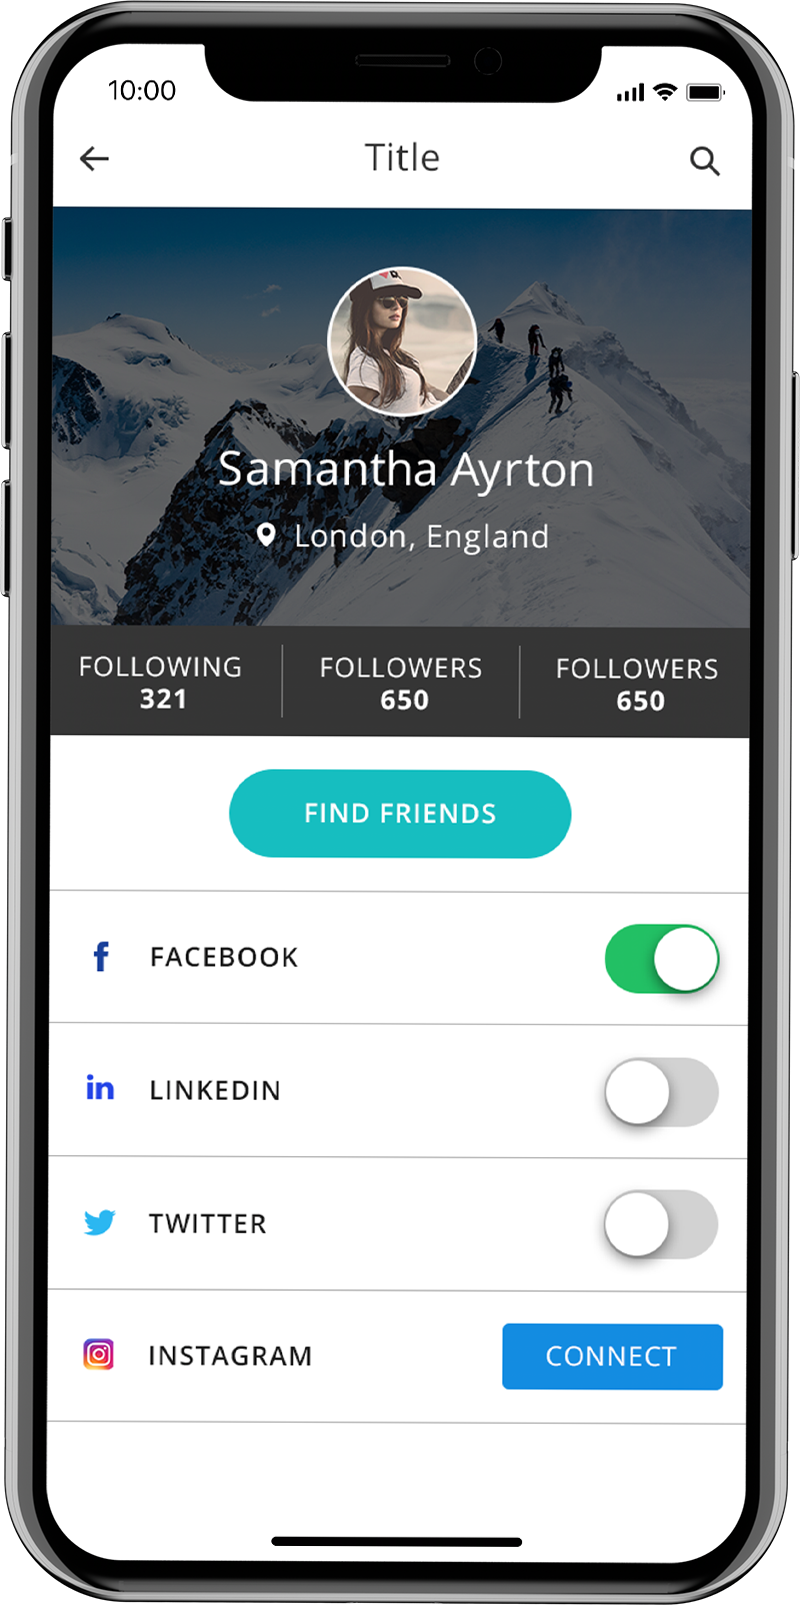 10:00
Title
Samantha Ayrton
London, England
FOLLOWING
321
FOLLOWERS
650
FOLLOWERS
650
FIND FRIENDS
f FACEBOOK
in LINKEDIN
TWITTER
INSTAGRAM CONNECT